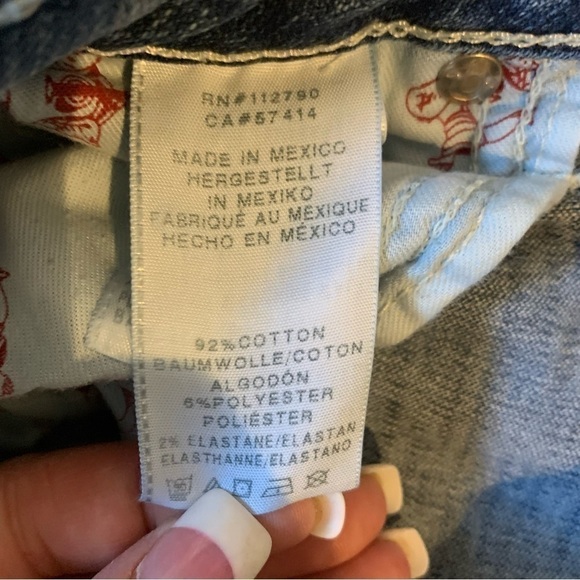 RN#112790
CA#57414
MADE IN MEXICO
HERGESTELLT
IN MEXIKO
FABRIQUÉ AU MEXIQUE
HECHO EN MÉXICO
92%COTTON
BAUMWOLLE/COTON
ALGODÓN
6%POLYESTER
POLIÉSTER
2% ELASTANE/ELASTAN
ELASTHANNE/ELASTANO